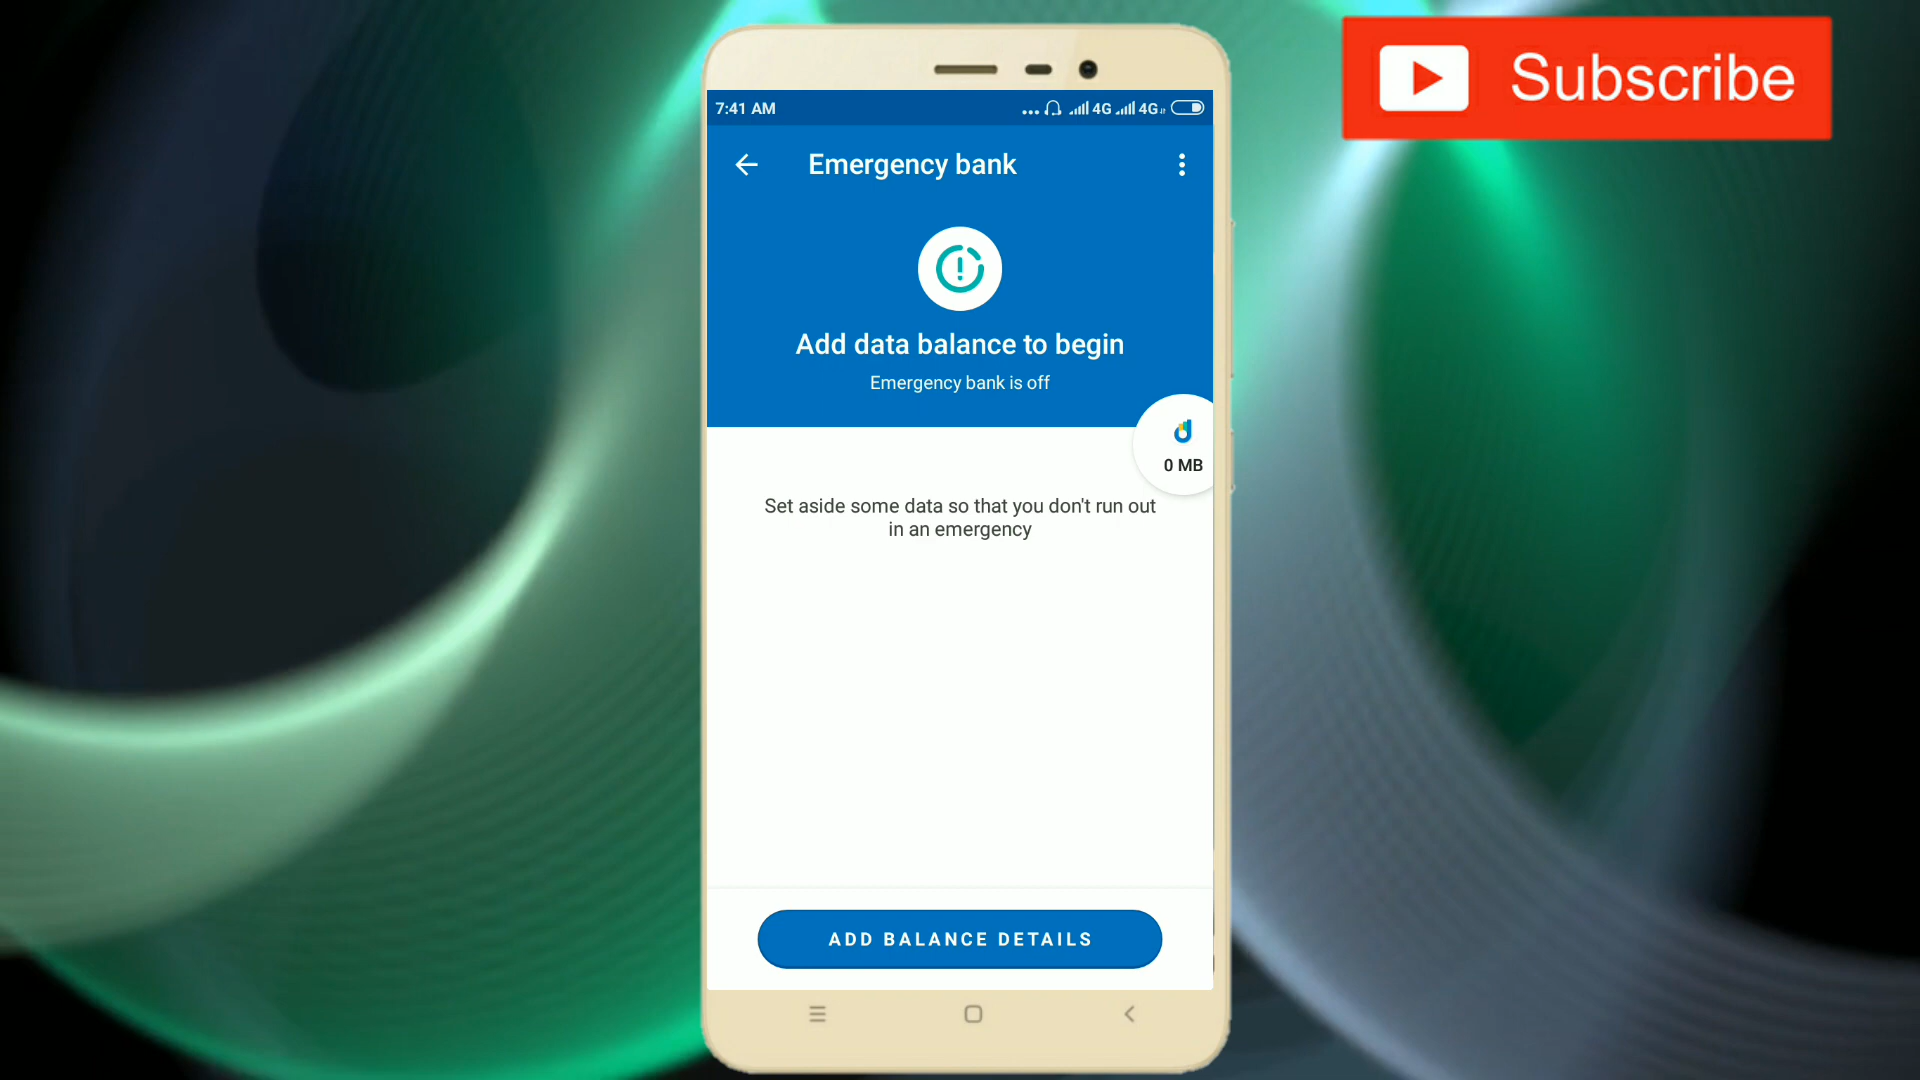 Subscribe
7:41 AM
4G 4G
Emergency bank
Add data balance to begin
Emergency bank is off
0 MB
Set aside some data so that you don't run out
in an emergency
ADD BALANCE DETAILS